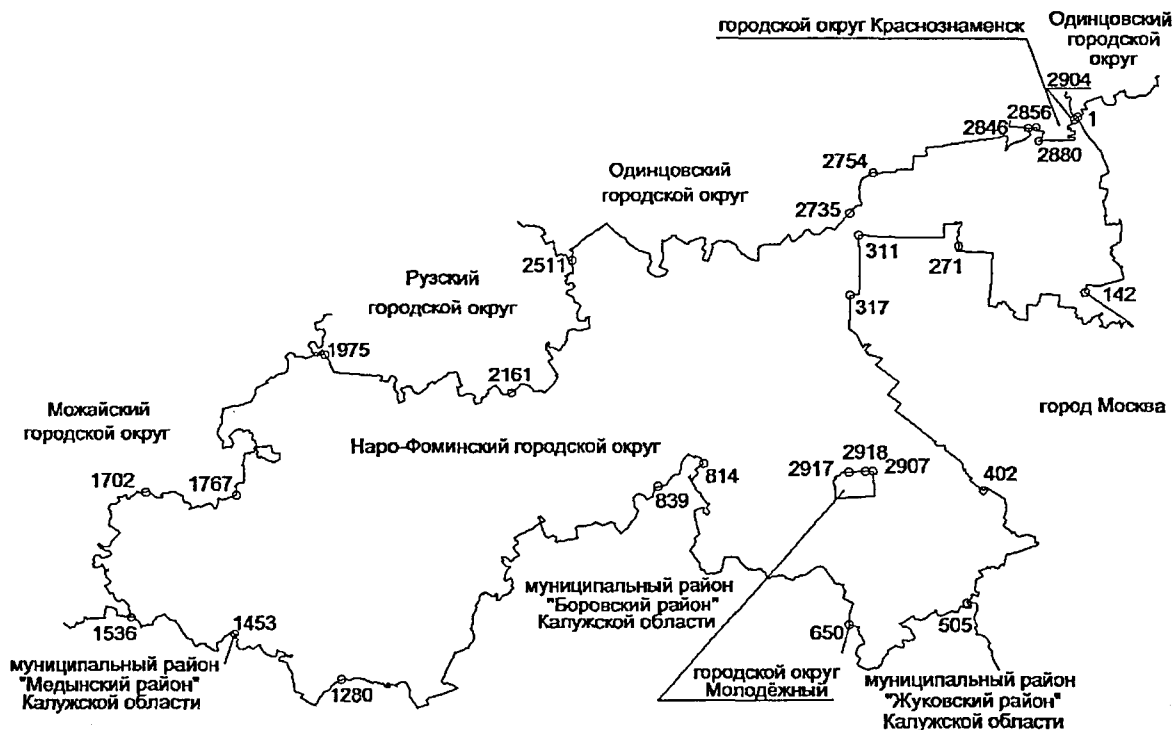 городской округ Краснознаменск
Одинцовский
городской
округ
2904
2856
2846
1
2880
2754
Одинцовский
городской округ
2735
311
271
2511
Рузский
городской округ
142
317
1975
2161
Можайский
городской округ
город Москва
Наро-Фоминский городской округ
2918
2917
2907
814
1702
1767
839
402
муниципальный район
"Боровский район"
Калужской области
1536
1453
650
505
муниципальный район
"Медынский район"
Калужской области
1280
городской округ
Молодёжный
муниципальный район
"Жуковский район"
Калужской области